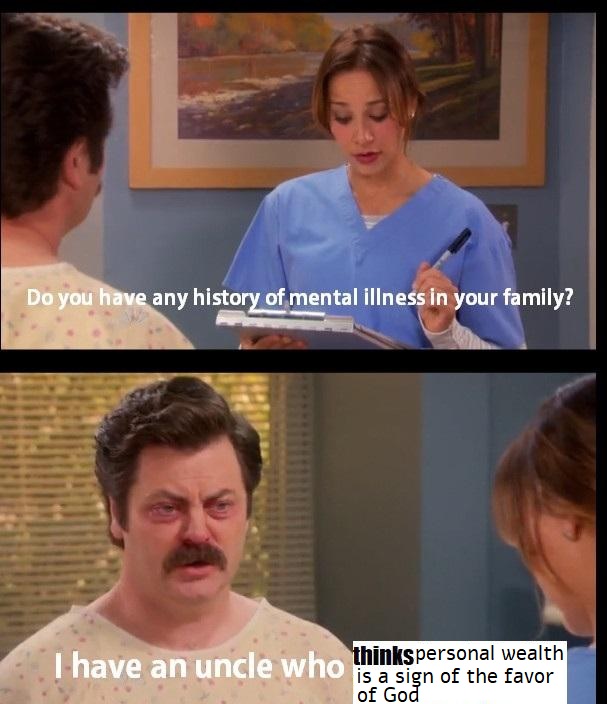 Do you have any history of mental illness in your family?
I have an uncle who thinks personal wealth
is a sign of the favor
of God